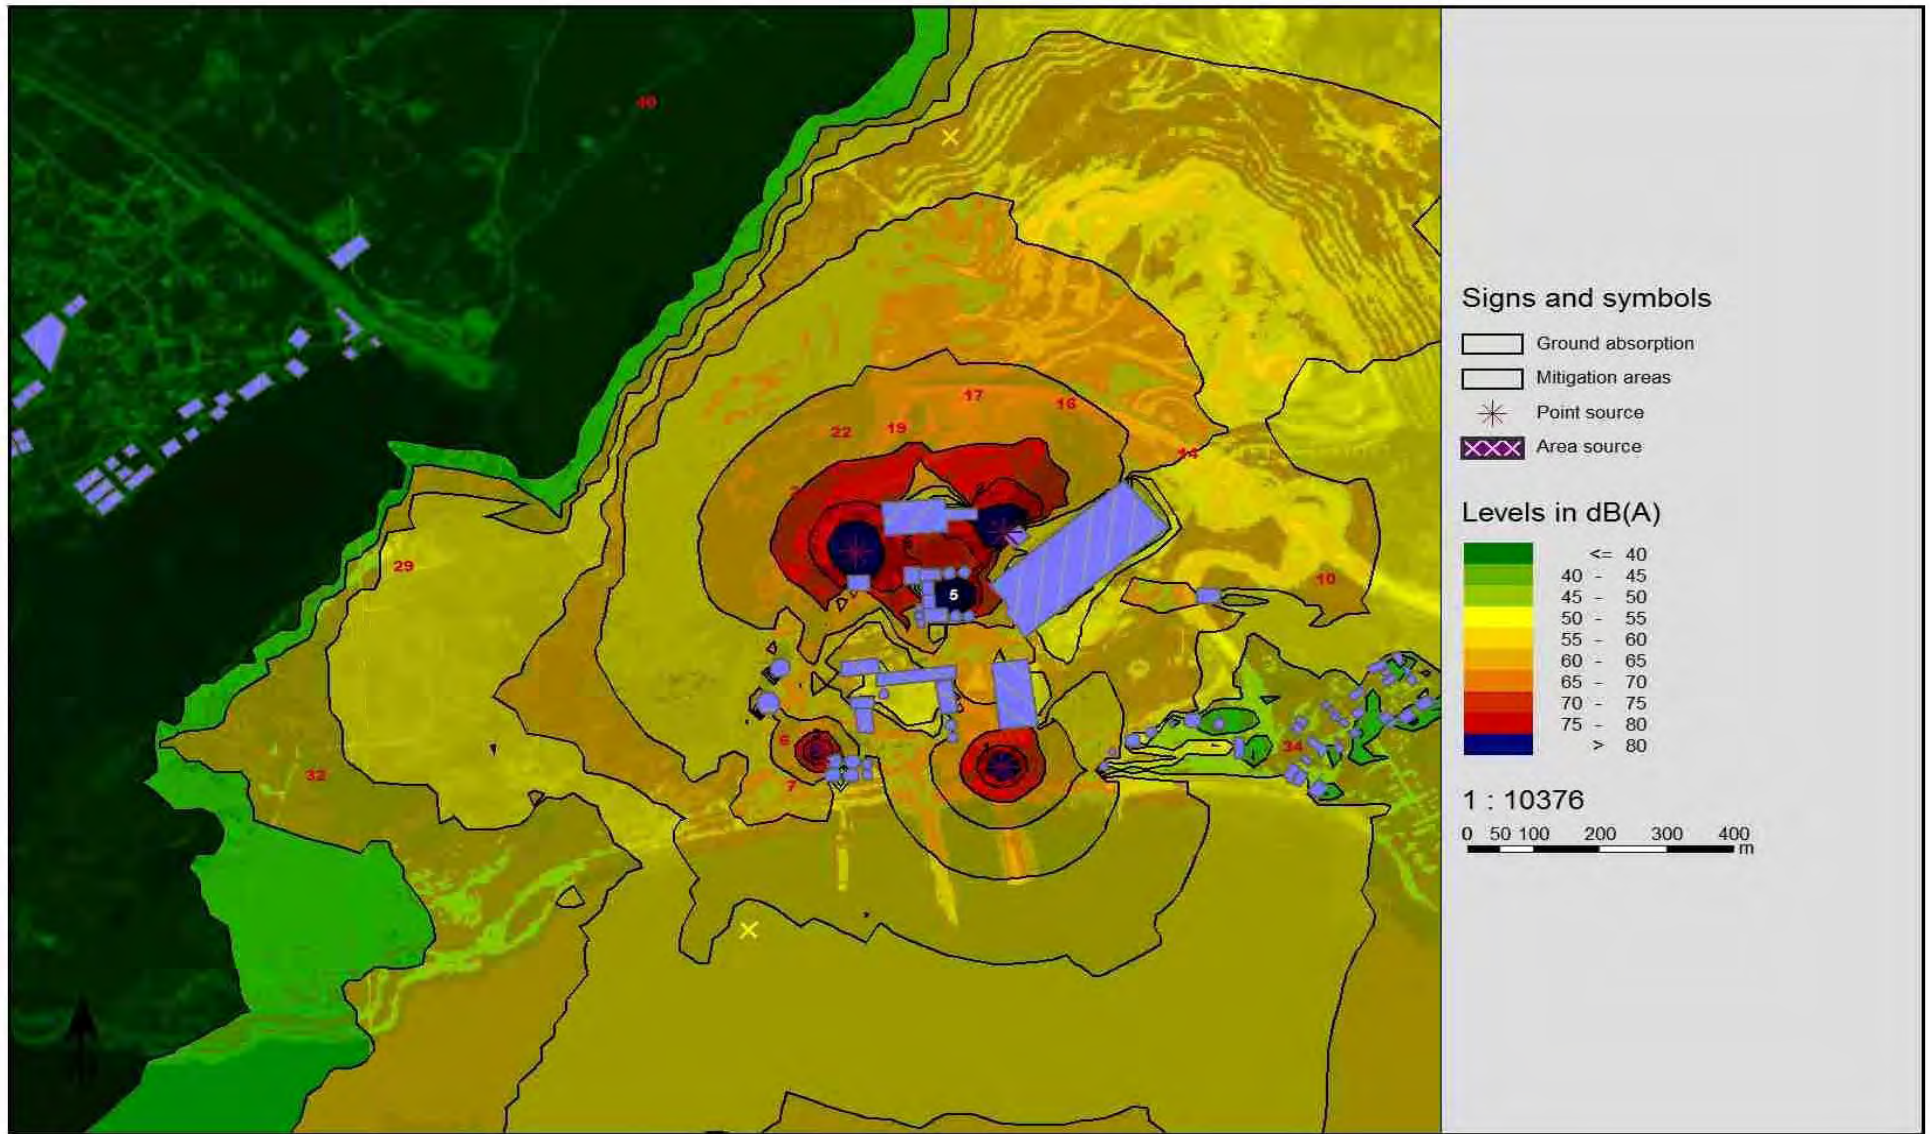 40
17
16
22
19
14
29
5
10
6
34
32
7
Signs and symbols
Ground absorption
Mitigation areas
Point source
Area source
Levels in dB(A)
<= 40
40 - 45
45 - 50
50 - 55
55 - 60
60 - 65
65 - 70
70 - 75
75 - 80
> 80
1 : 10376
0 50 100 200 300 400
m